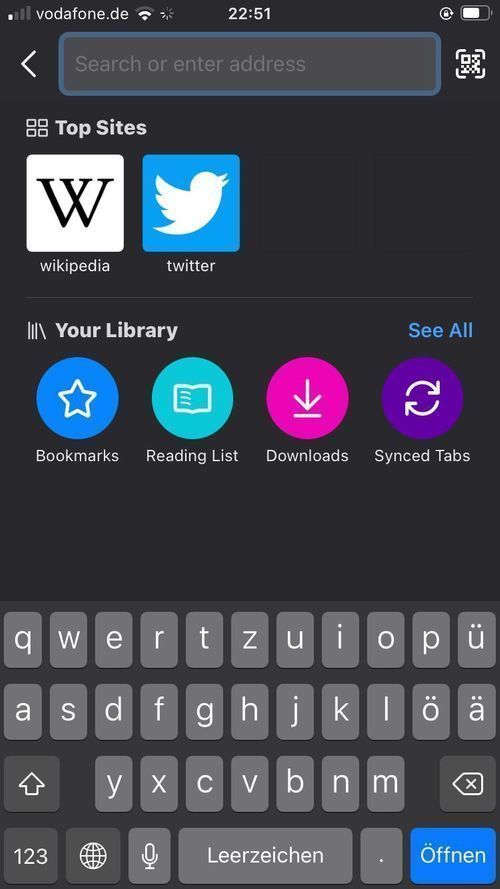 vodafone.de 22:51
Search or enter address
Top Sites
W
wikipedia twitter
Your Library See All
Bookmarks Reading List Downloads Synced Tabs
q w e r t z u i o p ü
a s d f g h j k l ö ä
y x c v b n m
123 Leerzeichen . Öffnen